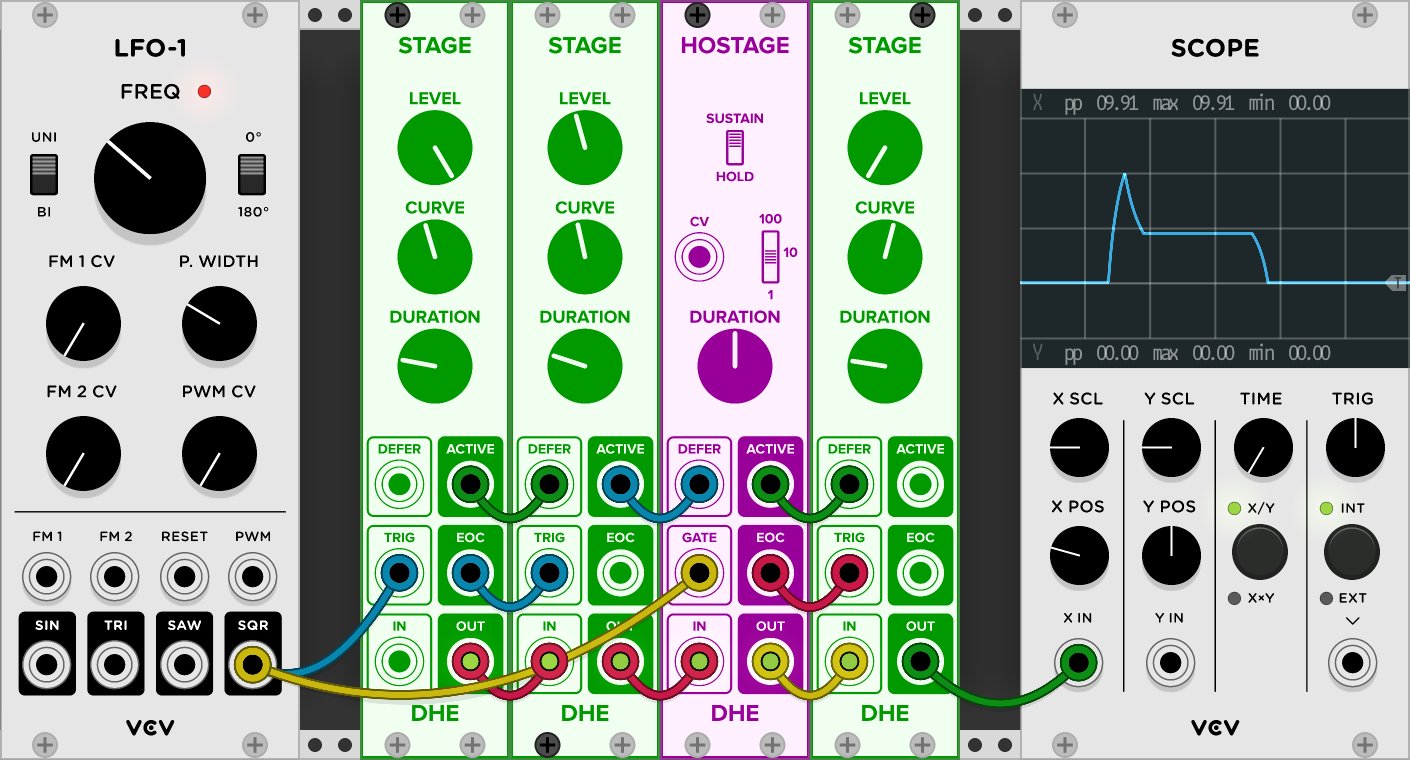 LFO-1
FREQ
UNI
0°
BI
180°
FM 1 CV
P. WIDTH
FM 2 CV
PWM CV
FM 1
FM 2
RESET
PWM
SIN
TRI
SAW
SQR
VCV
STAGE
LEVEL
CURVE
DURATION
DEFER
ACTIVE
TRIG
EOC
IN
OUT
DHE
STAGE
LEVEL
CURVE
DURATION
DEFER
ACTIVE
TRIG
EOC
IN
OUT
DHE
HOSTAGE
SUSTAIN
HOLD
CV
100
10
1
DURATION
DEFER
ACTIVE
GATE
EOC
IN
OUT
DHE
STAGE
LEVEL
CURVE
DURATION
DEFER
ACTIVE
TRIG
EOC
IN
OUT
DHE
SCOPE
X pp 09.91 max 09.91 min 00.00
T
Y pp 00.00 max 00.00 min 00.00
X SCL
Y SCL
TIME
TRIG
X POS
Y POS
X/Y
INT
X×Y
EXT
X IN
Y IN
VCV